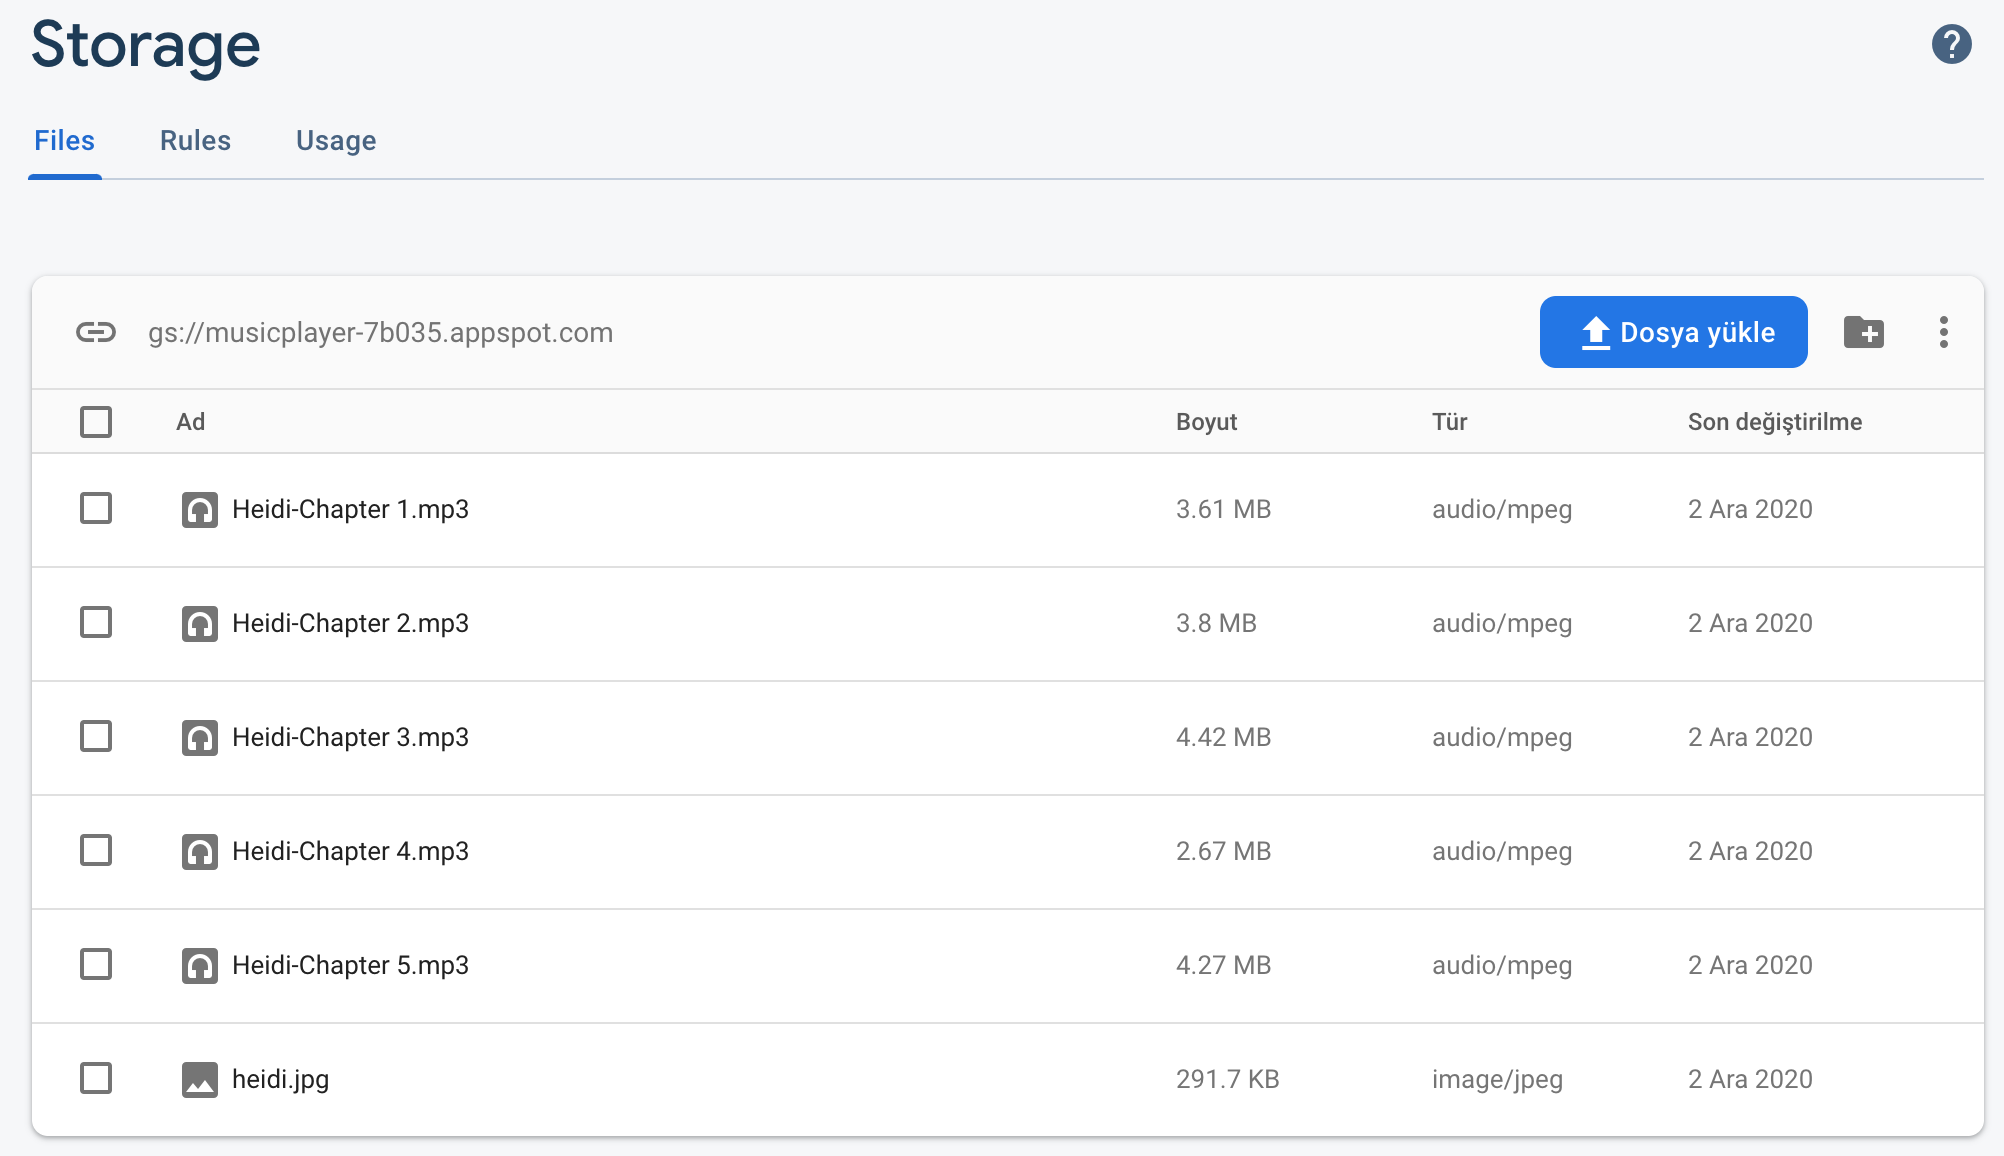 Storage
?
Files Rules Usage
gs://musicplayer-7b035.appspot.com Dosya yükle
Ad Boyut Tür Son değiştirilme
Heidi-Chapter 1.mp3 3.61 MB audio/mpeg 2 Ara 2020
Heidi-Chapter 2.mp3 3.8 MB audio/mpeg 2 Ara 2020
Heidi-Chapter 3.mp3 4.42 MB audio/mpeg 2 Ara 2020
Heidi-Chapter 4.mp3 2.67 MB audio/mpeg 2 Ara 2020
Heidi-Chapter 5.mp3 4.27 MB audio/mpeg 2 Ara 2020
heidi.jpg 291.7 KB image/jpeg 2 Ara 2020